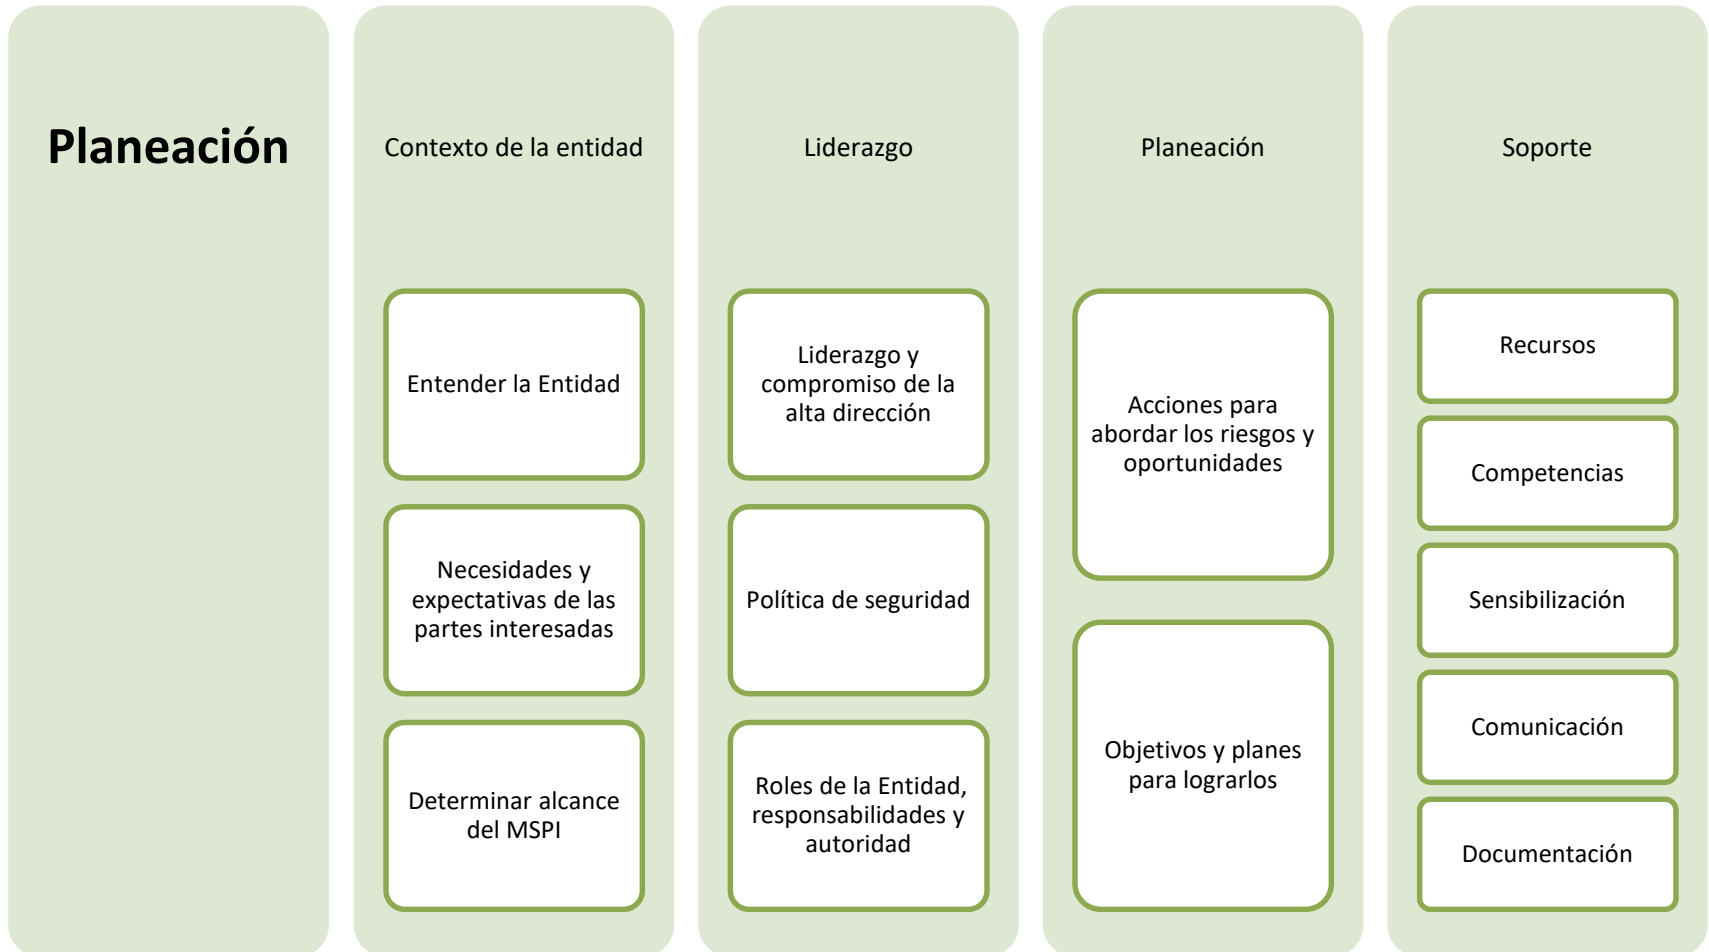 Planeación
Contexto de la entidad
Entender la Entidad
Necesidades y
expectativas de las
partes interesadas
Determinar alcance
del MSPI
Liderazgo
Liderazgo y
compromiso de la
alta dirección
Política de seguridad
Roles de la Entidad,
responsabilidades y
autoridad
Planeación
Acciones para
abordar los riesgos y
oportunidades
Objetivos y planes
para lograrlos
Soporte
Recursos
Competencias
Sensibilización
Comunicación
Documentación